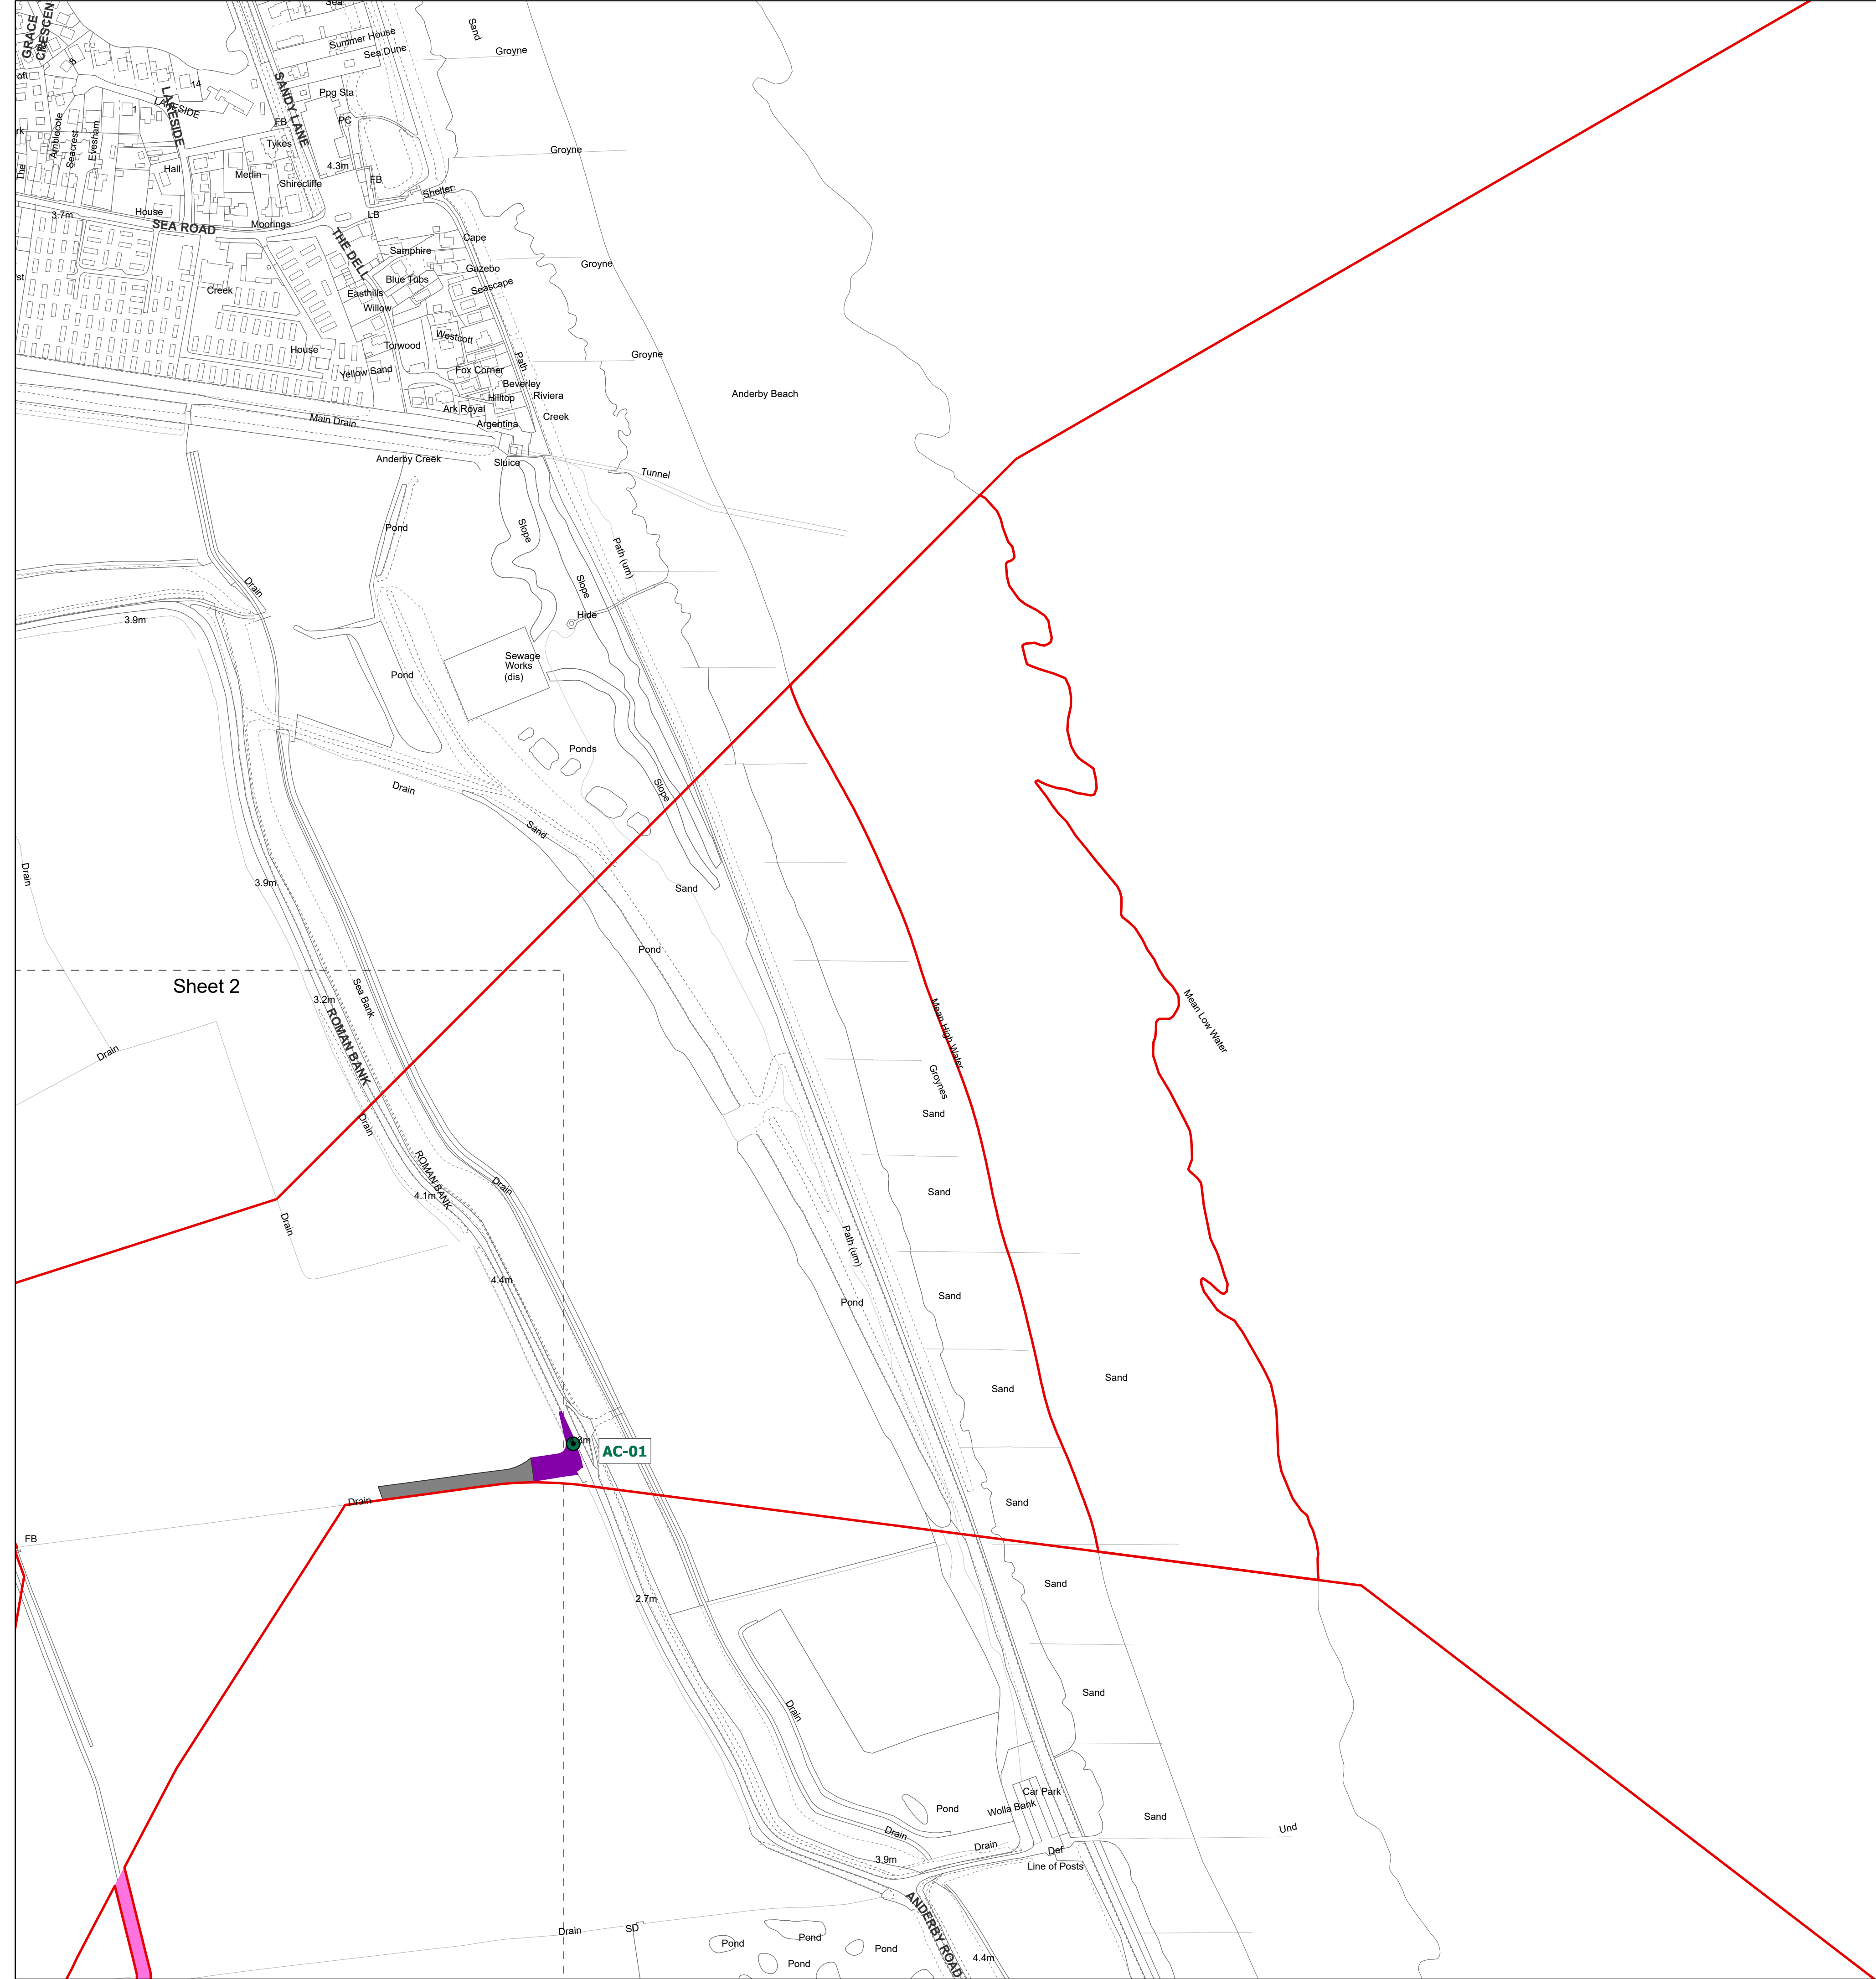 GRACE
CRESCEN
Sea
Summer House
Sea Dune
Sand
Groyne
8
14
LAKESIDE
LAKESIDE
SANDY LANE
Ppg Sta
PC
FB
Tykes
1
Amblecote
Seacrest
Evesham
The
Hall
Merlin
Shirecliffe
4.3m
FB
Shelter
Groyne
3.7m
House
SEA ROAD
Moorings
LB
THE DELL
Cape
Samphire
Groyne
Gazebo
Blue Tubs
Seascape
Creek
Easthills
Willow
Westcott
House
Torwood
Path
Groyne
Yellow Sand
Fox Corner
Beverley
Riviera
Hilltop
Anderby Beach
Ark Royal
Creek
Main Drain
Argentina
Anderby Creek
Sluice
Tunnel
Pond
Slope
Path (um)
Drain
Slope
Hide
3.9m
Sewage
Works
(dis)
Pond
Ponds
Drain
Slope
Sand
Drain
3.9m
Sand
Pond
Sheet 2
Sea Bank
3.2m
ROMAN BANK
Mean High Water
Mean Low Water
Drain
Groynes
Sand
Drain
ROMAN BANK
4.1m
Drain
Sand
Drain
Path (um)
4.4m
Sand
Pond
Sand
Sand
AC-01
Drain
Sand
FB
Sand
2.7m
Sand
Drain
Car Park
Pond
Wolla Bank
Sand
Und
Drain
Drain
Def
3.9m
Line of Posts
ANDERBY ROAD
Drain
SD
Pond
Pond
Pond
Pond
4.4m